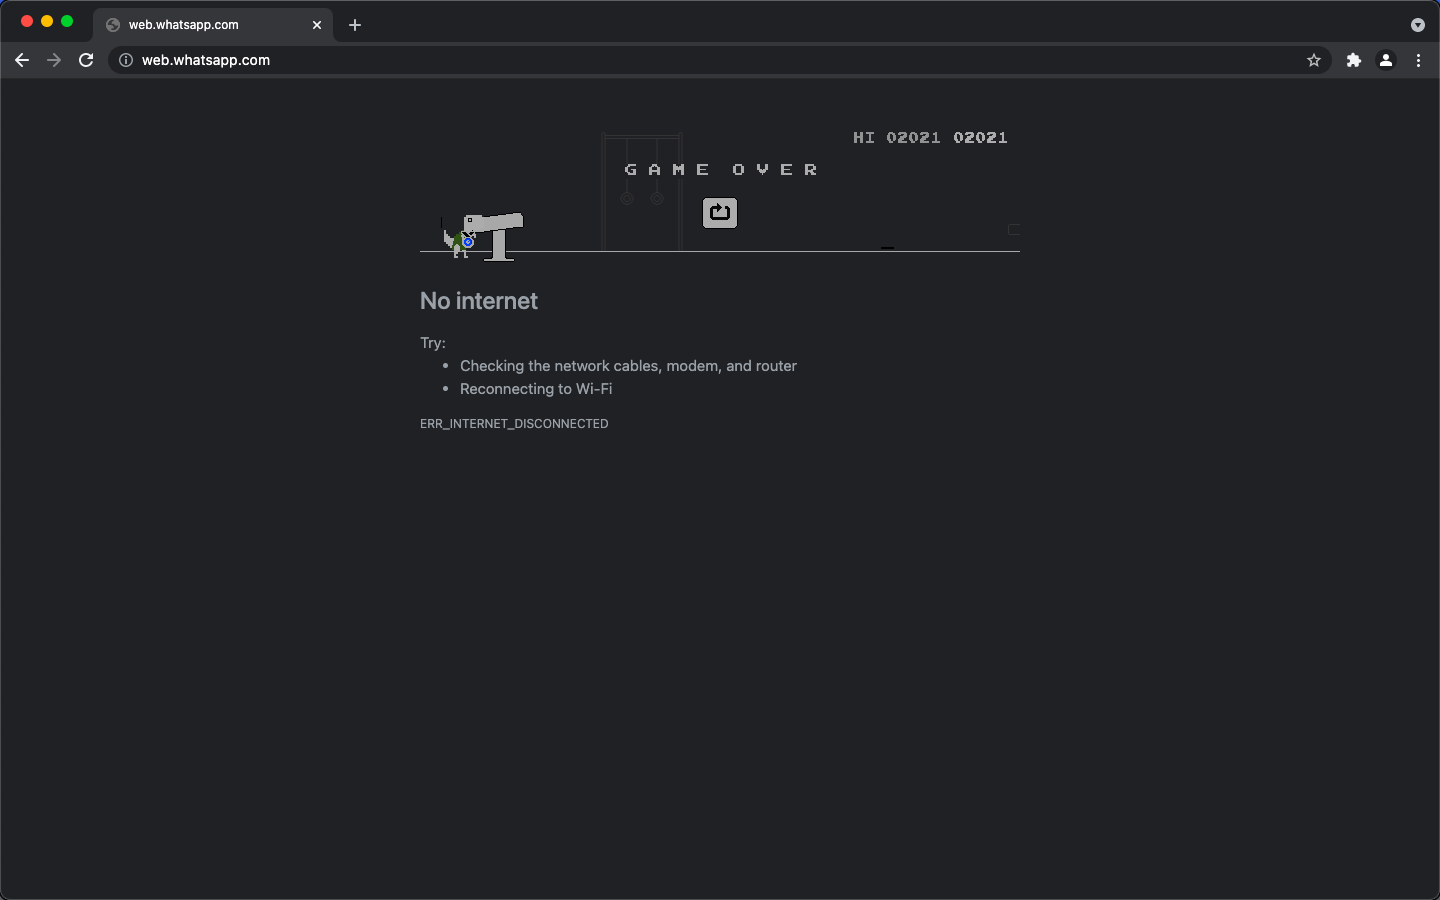 web.whatsapp.com
web.whatsapp.com
HI 02021 02021
GAME OVER
No internet
Try:
• Checking the network cables, modem, and router
• Reconnecting to Wi-Fi
ERR_INTERNET_DISCONNECTED